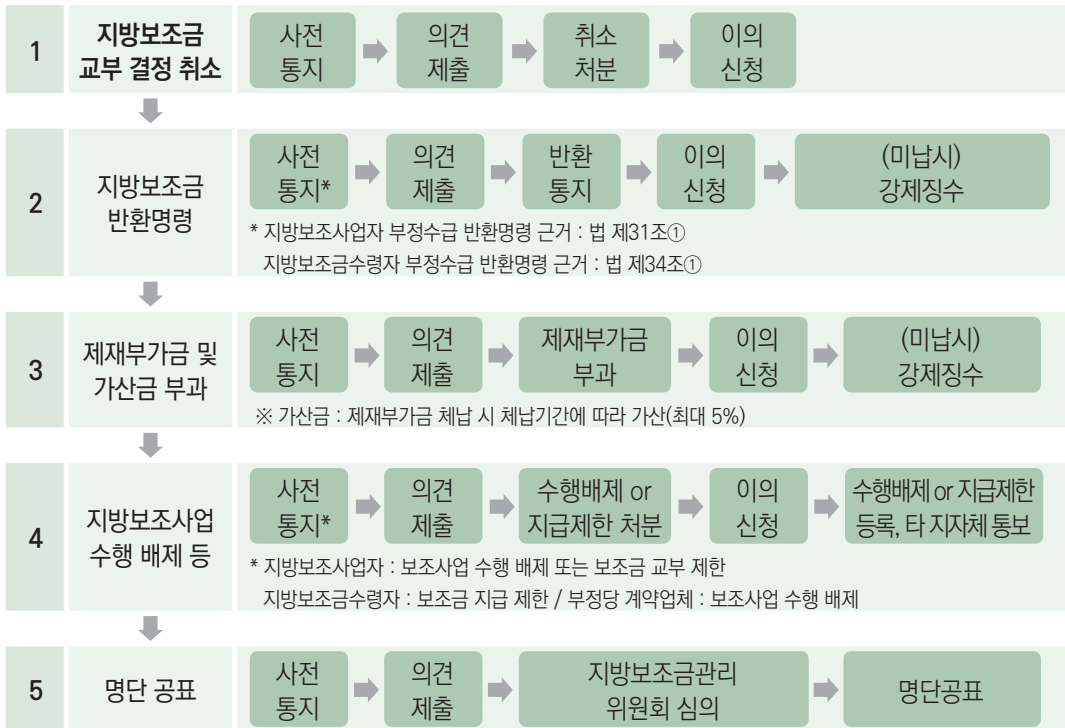 1
지방보조금
교부 결정 취소
사전
통지
의견
제출
취소
처분
이의
신청
2
지방보조금
반환명령
사전
통지*
의견
제출
반환
통지
이의
신청
(미납시)
강제징수
* 지방보조사업자 부정수급 반환명령 근거 : 법 제31조①
지방보조금수령자 부정수급 반환명령 근거 : 법 제34조①
3
제재부가금 및
가산금 부과
사전
통지
의견
제출
제재부가금
부과
이의
신청
(미납시)
강제징수
※ 가산금 : 제재부가금 체납 시 체납기간에 따라 가산(최대 5%)
4
지방보조사업
수행 배제 등
사전
통지*
의견
제출
수행배제 or
지급제한 처분
이의
신청
수행배제 or 지급제한
등록, 타 지자체 통보
* 지방보조사업자 : 보조사업 수행 배제 또는 보조금 교부 제한
지방보조금수령자 : 보조금 지급 제한 / 부정당 계약업체 : 보조사업 수행 배제
5
명단 공표
사전
통지
의견
제출
지방보조금관리
위원회 심의
명단공표